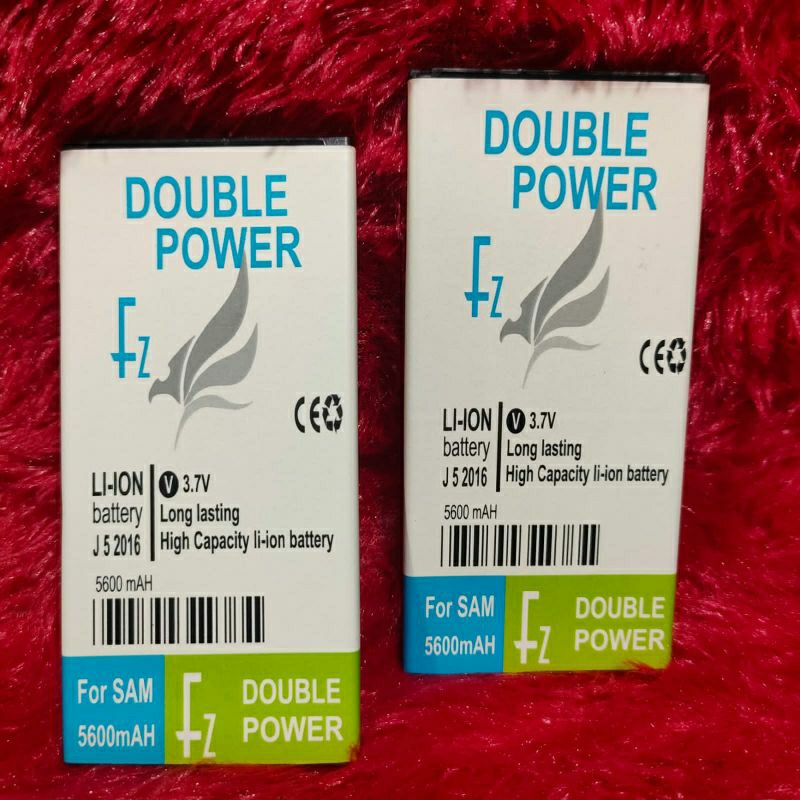 DOUBLE
POWER
Fz
CE
LI-ION V 3.7V
battery Long lasting
J 5 2016 High Capacity li-ion battery
5600 mAH
For SAM
5600mAH
Fz
DOUBLE
POWER
DOUBLE
POWER
Fz
CE
LI-ION V 3.7V
battery Long lasting
J 5 2016 High Capacity li-ion battery
5600 mAH
For SAM
5600mAH
Fz
DOUBLE
POWER